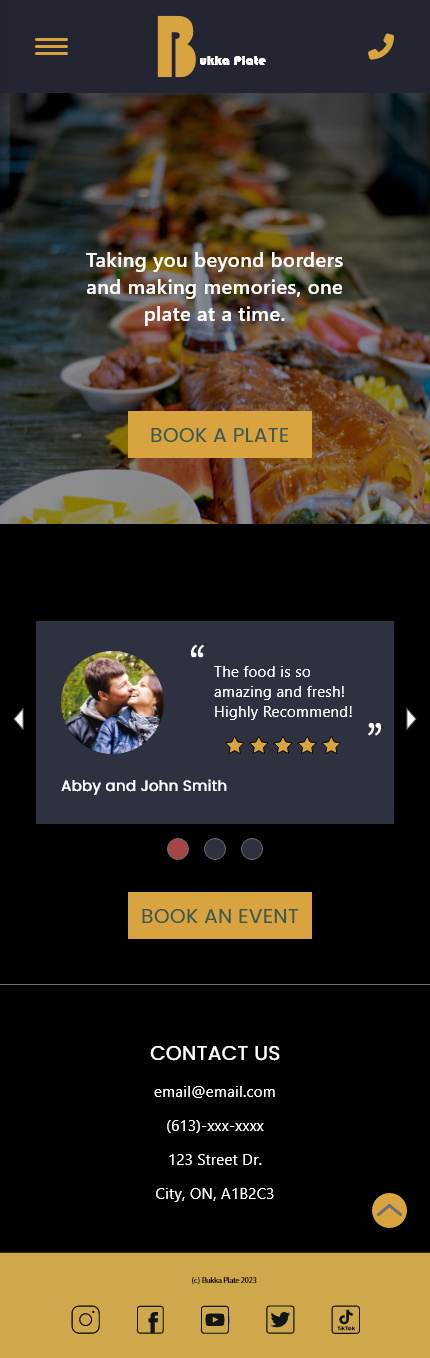 Bukka Plate
Taking you beyond borders
and making memories, one
plate at a time.
BOOK A PLATE
“
The food is so
amazing and fresh!
Highly Recommend!
”
Abby and John Smith
BOOK AN EVENT
CONTACT US
email@email.com
(613)-xxx-xxxx
123 Street Dr.
City, ON, A1B2C3
(c) Bukka Plate 2023
TikTok